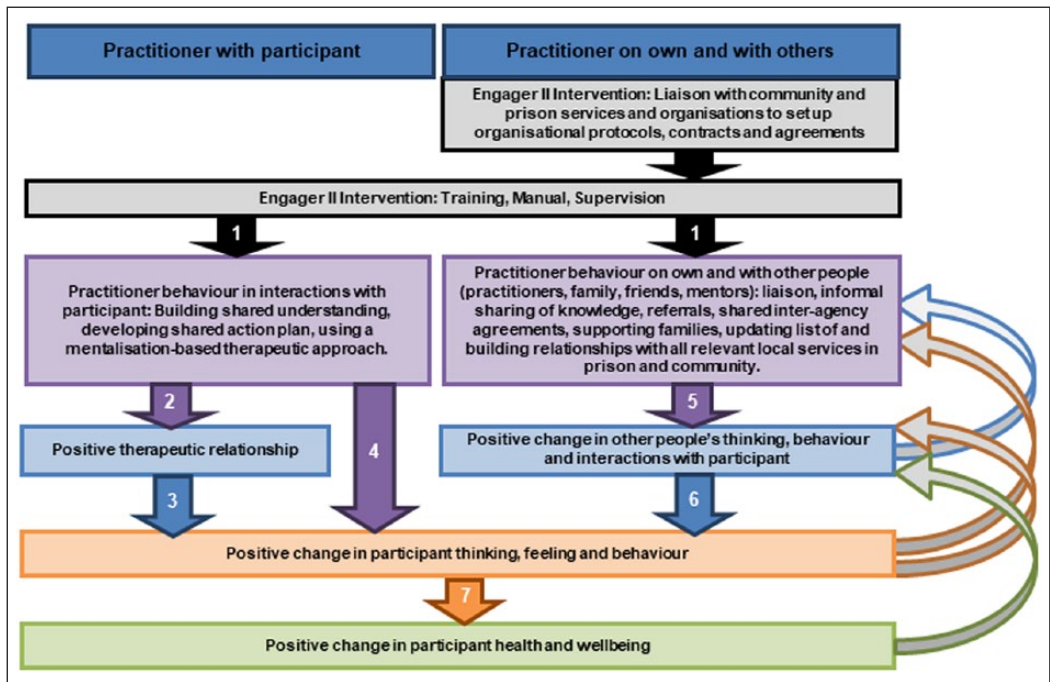 Practitioner with participant
Practitioner on own and with others
Engager II Intervention: Liaison with community and
prison services and organisations to set up
organisational protocols, contracts and agreements
Engager II Intervention: Training, Manual, Supervision
1
1
Practitioner behaviour in interactions with
participant: Building shared understanding,
developing shared action plan, using a
mentalisation-based therapeutic approach.
Practitioner behaviour on own and with other people
(practitioners, family, friends, mentors): liaison, informal
sharing of knowledge, referrals, shared inter-agency
agreements, supporting families, updating list of and
building relationships with all relevant local services in
prison and community.
2
4
5
Positive therapeutic relationship
Positive change in other people's thinking, behaviour
and interactions with participant
3
6
Positive change in participant thinking, feeling and behaviour
7
Positive change in participant health and wellbeing